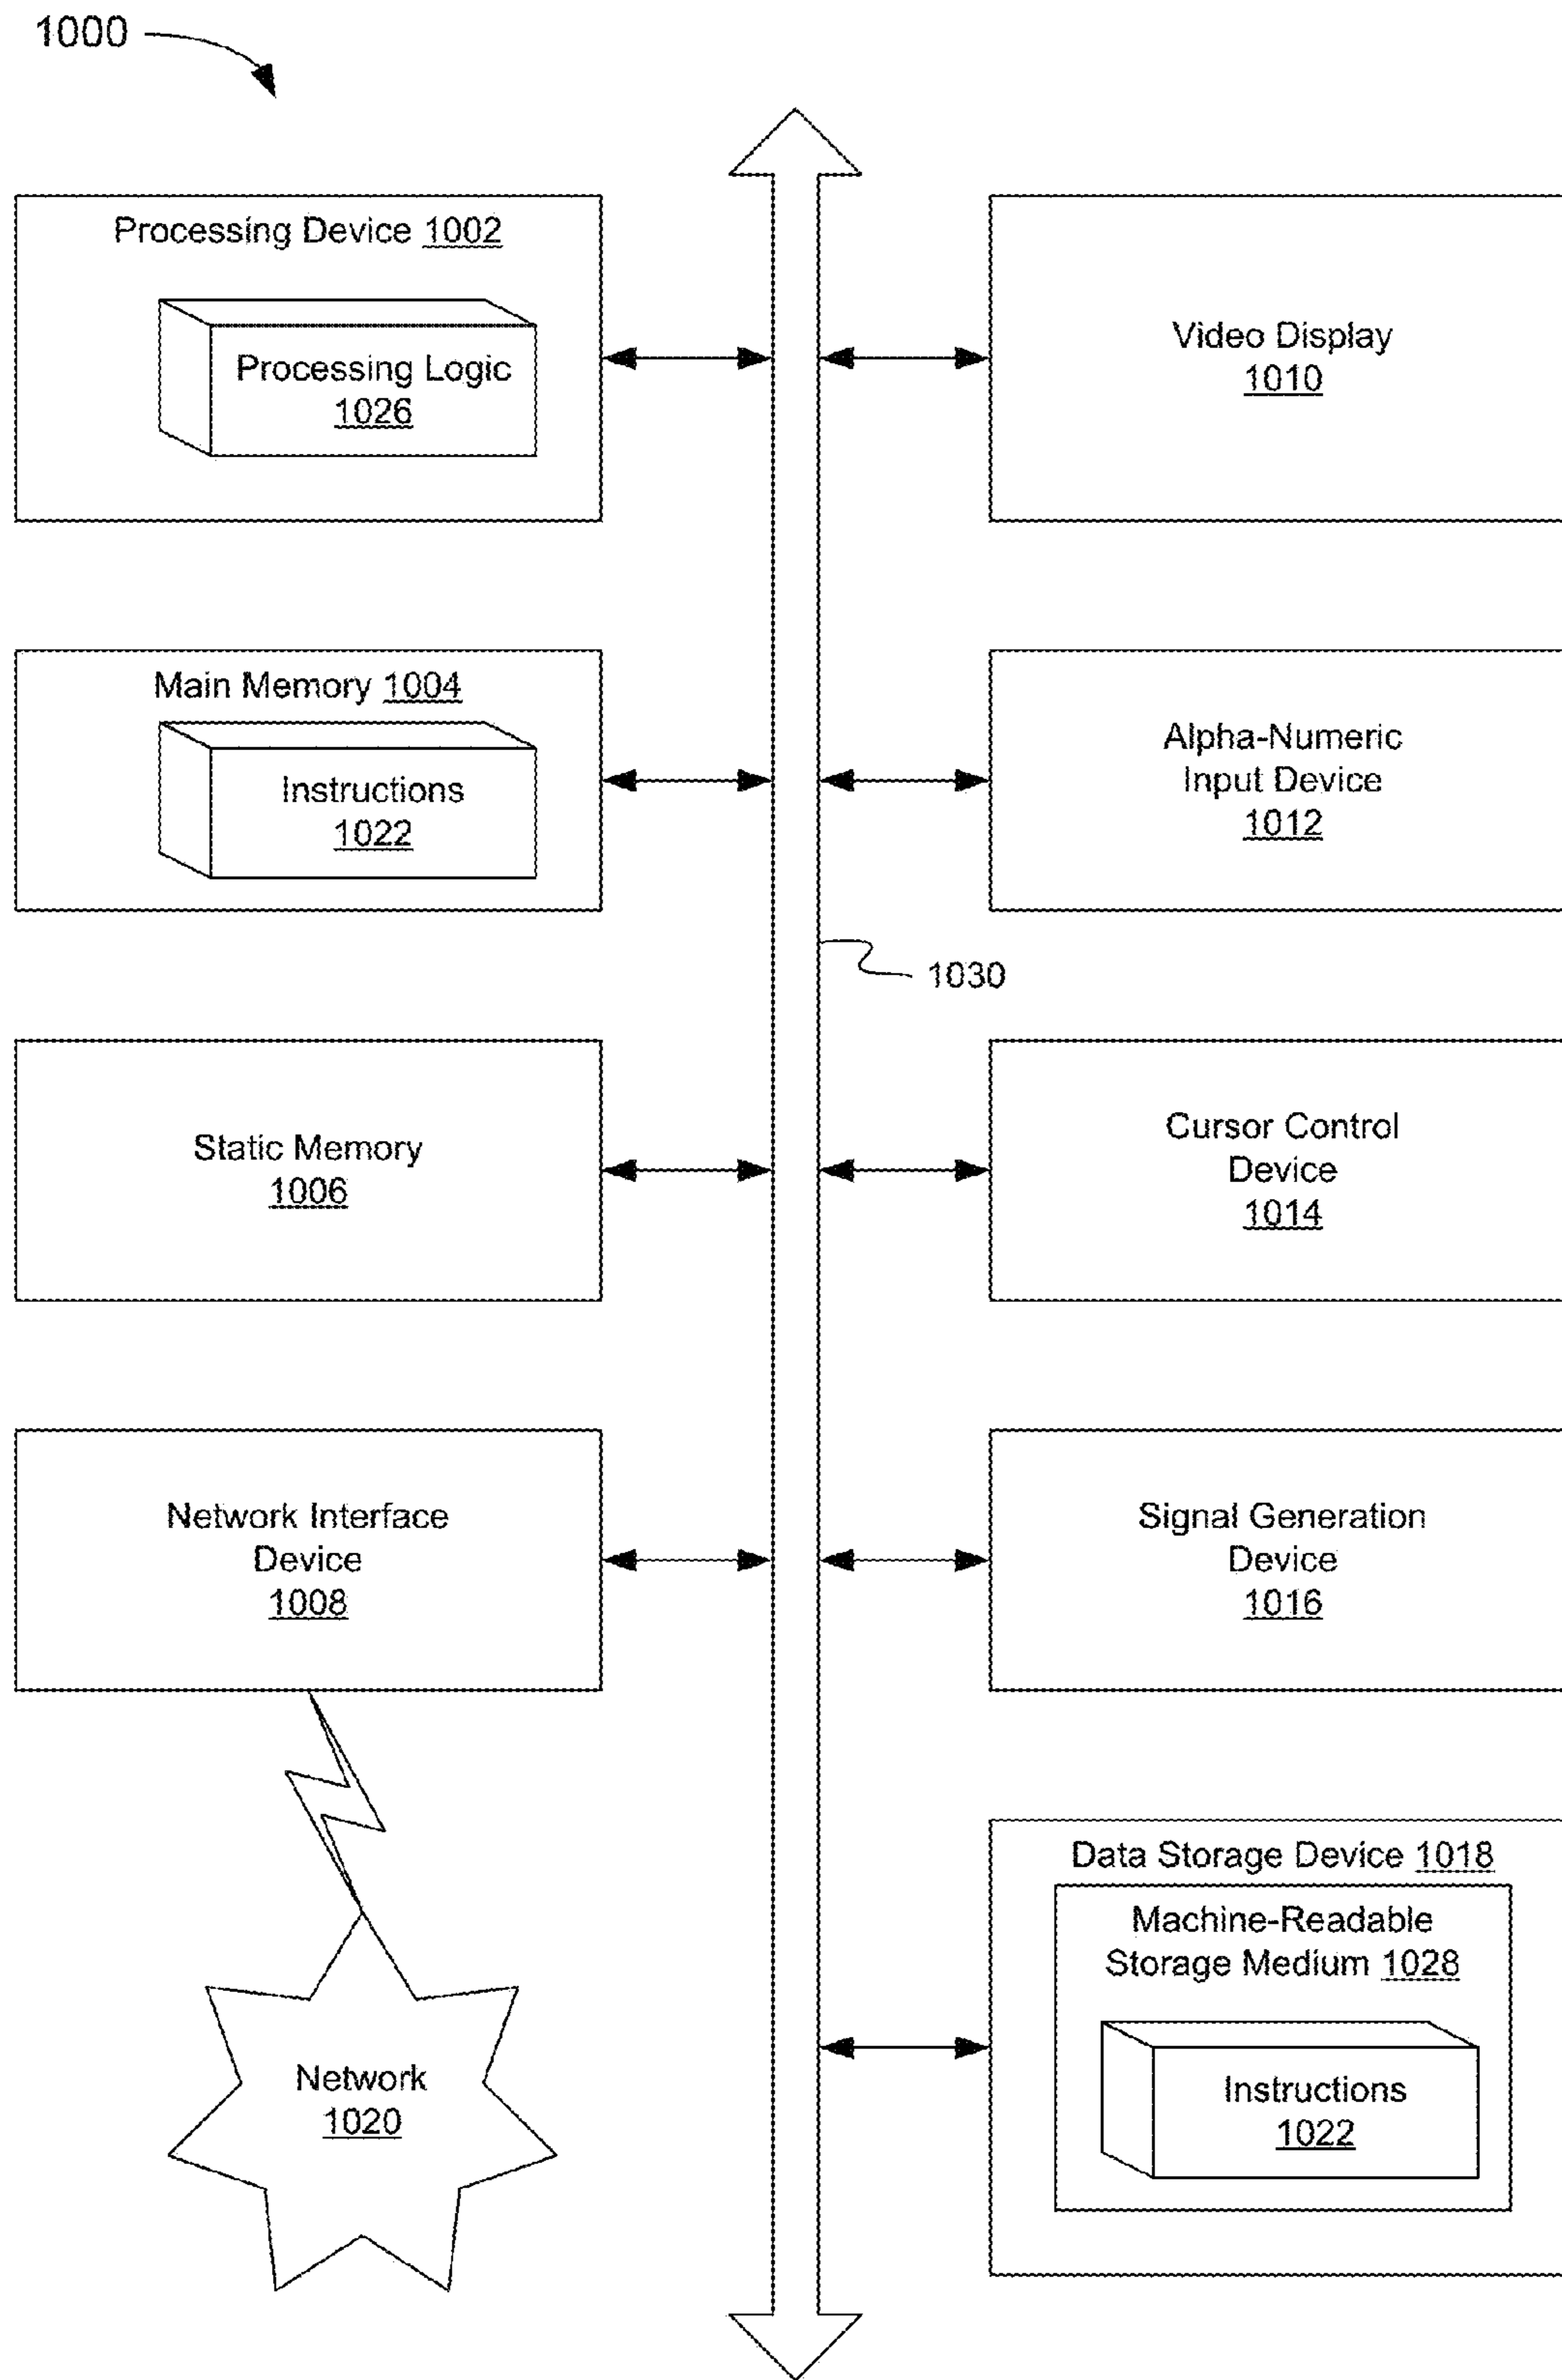 1000
Processing Device 1002
Processing Logic
1026
Video Display
1010
Main Memory 1004
Instructions
1022
Alpha-Numeric
Input Device
1012
1030
Static Memory
1006
Cursor Control
Device
1014
Network Interface
Device
1008
Signal Generation
Device
1016
Data Storage Device 1018
Machine-Readable
Storage Medium 1028
Instructions
1022
Network
1020